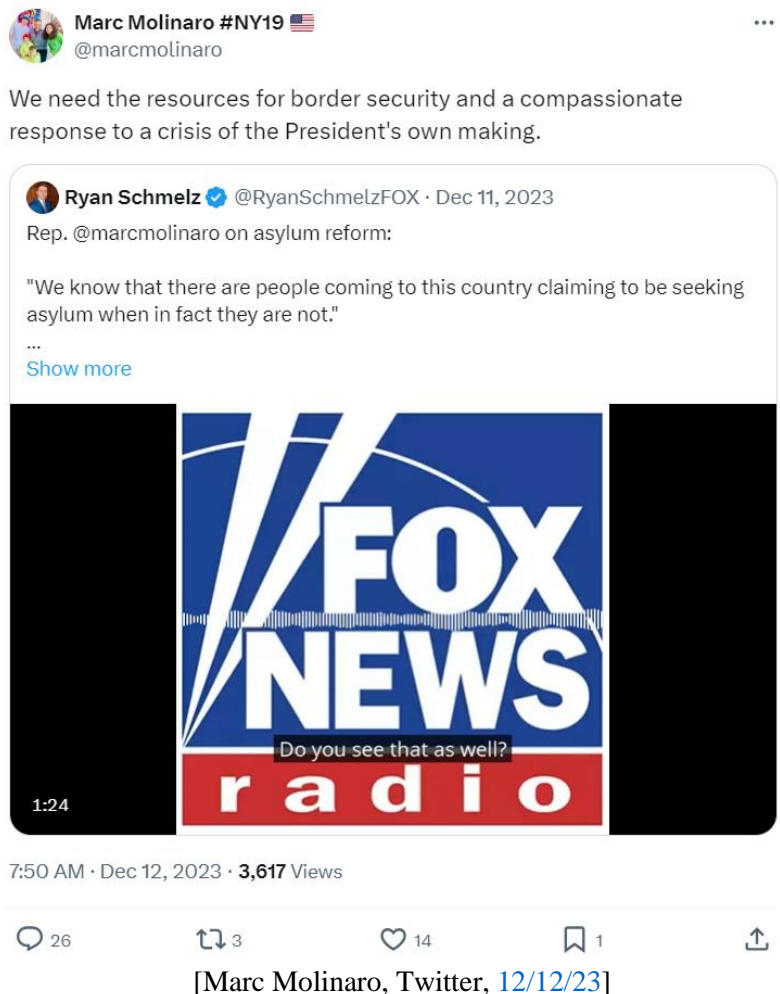 Marc Molinaro #NY19 🇺🇸
@marcmolinaro
We need the resources for border security and a compassionate
response to a crisis of the President's own making.
Ryan Schmelz @RyanSchmelzFOX · Dec 11, 2023
Rep. @marcmolinaro on asylum reform:
"We know that there are people coming to this country claiming to be seeking
asylum when in fact they are not."
...
Show more
FOX
NEWS
Do you see that as well?
radio
1:24
7:50 AM · Dec 12, 2023 · 3,617 Views
26 3 14 1
[Marc Molinaro, Twitter, 12/12/23]